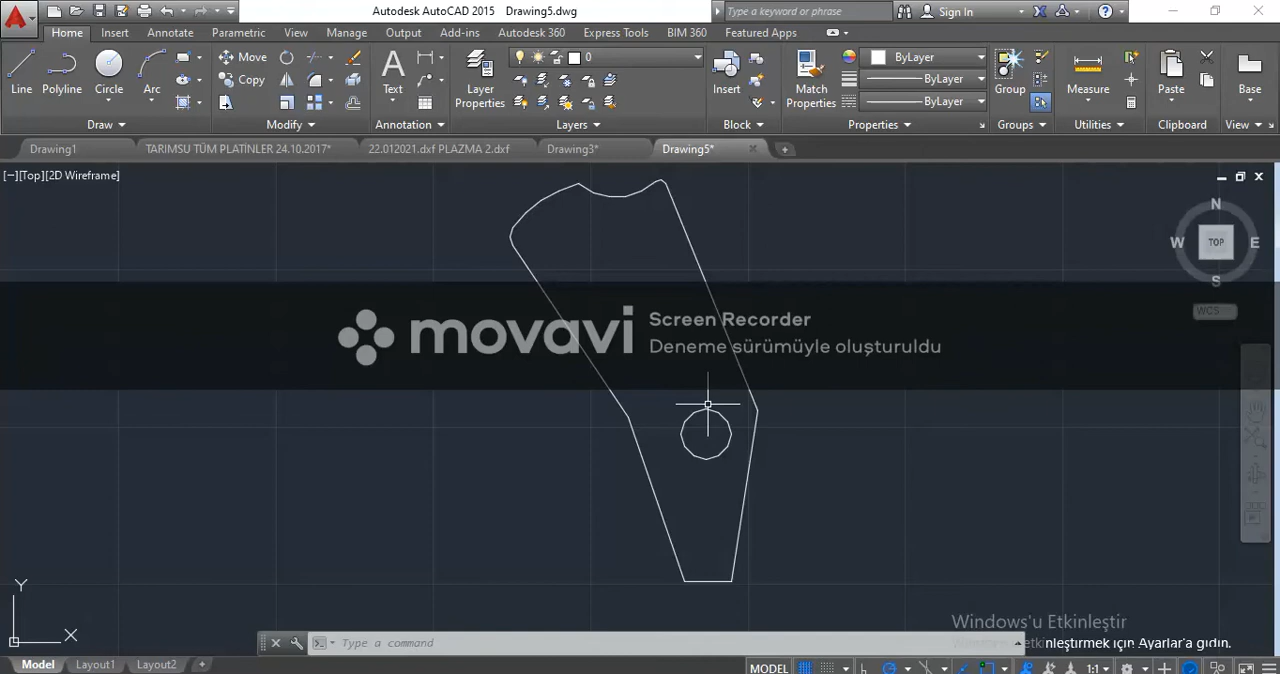 Autodesk AutoCAD 2015 Drawing5.dwg
Type a keyword or phrase
Sign In
Home Insert Annotate Parametric View Manage Output Add-ins Autodesk 360 Express Tools BIM 360 Featured Apps
Line Polyline Circle Arc
Move
Copy
Text
Layer Properties
0
Insert
Match Properties
ByLayer
ByLayer
ByLayer
Group
Measure
Paste
Base
Draw Modify Annotation Layers Block Properties Groups Utilities Clipboard View
Drawing1 TARIMSU TÜM PLATİNLER 24.10.2017* 22.012021.dxf PLAZMA 2.dxf Drawing3* Drawing5*
[−][Top][2D Wireframe]
N
W TOP E
S
WCS
movavi Screen Recorder
Deneme sürümüyle oluşturuldu
Y
X
Type a command
Windows'u Etkinleştir
nleştirmek için Ayarlar'a gidin.
Model Layout1 Layout2
MODEL 1:1